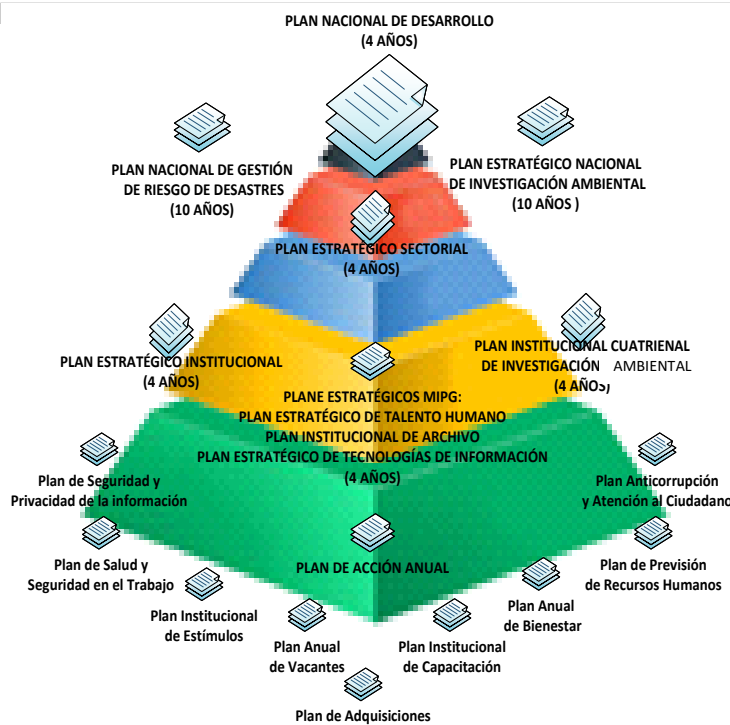 PLAN NACIONAL DE DESARROLLO
(4 AÑOS)
PLAN NACIONAL DE GESTIÓN
DE RIESGO DE DESASTRES
(10 AÑOS)
PLAN ESTRATÉGICO NACIONAL
DE INVESTIGACIÓN AMBIENTAL
(10 AÑOS )
PLAN ESTRATÉGICO SECTORIAL
(4 AÑOS)
PLAN ESTRATÉGICO INSTITUCIONAL
(4 AÑOS)
PLAN INSTITUCIONAL CUATRIENAL
DE INVESTIGACIÓN AMBIENTAL
(4 AÑOS)
PLANE ESTRATÉGICOS MIPG:
PLAN ESTRATÉGICO DE TALENTO HUMANO
PLAN INSTITUCIONAL DE ARCHIVO
PLAN ESTRATÉGICO DE TECNOLOGÍAS DE INFORMACIÓN
(4 AÑOS)
Plan de Seguridad y
Privacidad de la información
Plan Anticorrupción
y Atención al Ciudadano
Plan de Salud y
Seguridad en el Trabajo
PLAN DE ACCIÓN ANUAL
Plan de Previsión
de Recursos Humanos
Plan Institucional
de Estímulos
Plan Anual
de Vacantes
Plan Institucional
de Capacitación
Plan Anual
de Bienestar
Plan de Adquisiciones